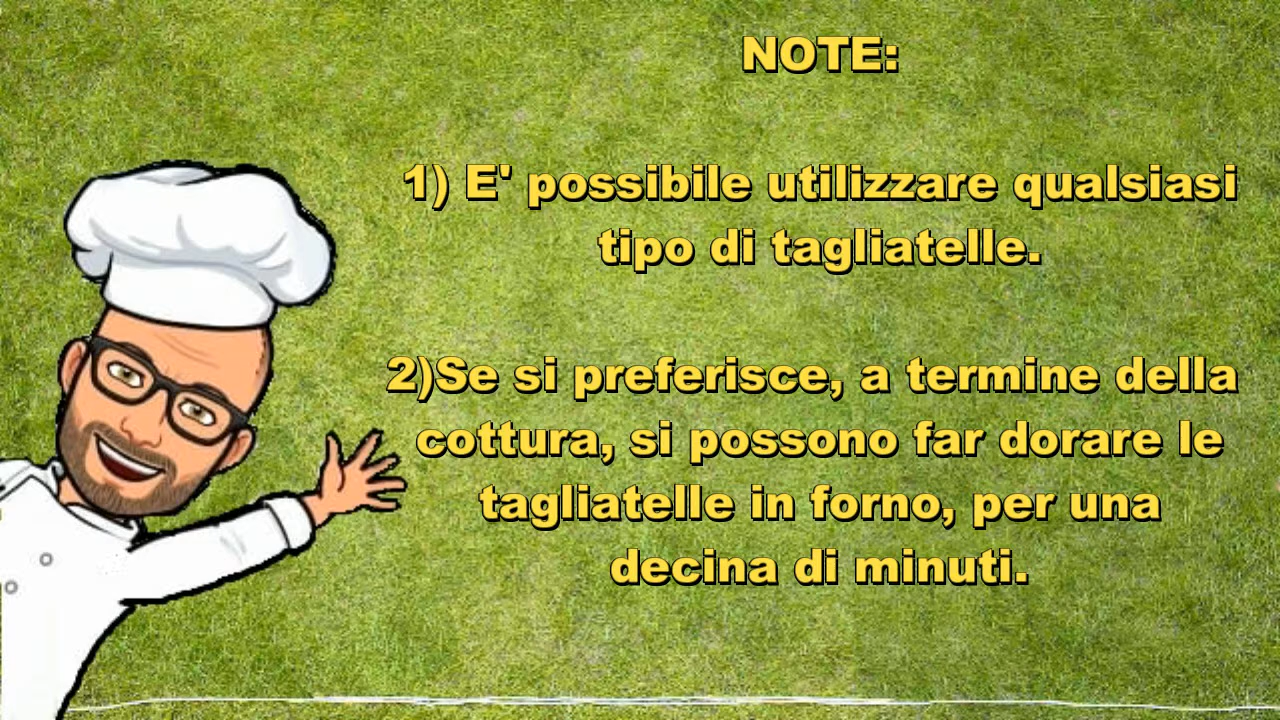 NOTE:
1) E' possibile utilizzare qualsiasi
tipo di tagliatelle.
2)Se si preferisce, a termine della
cottura, si possono far dorare le
tagliatelle in forno, per una
decina di minuti.